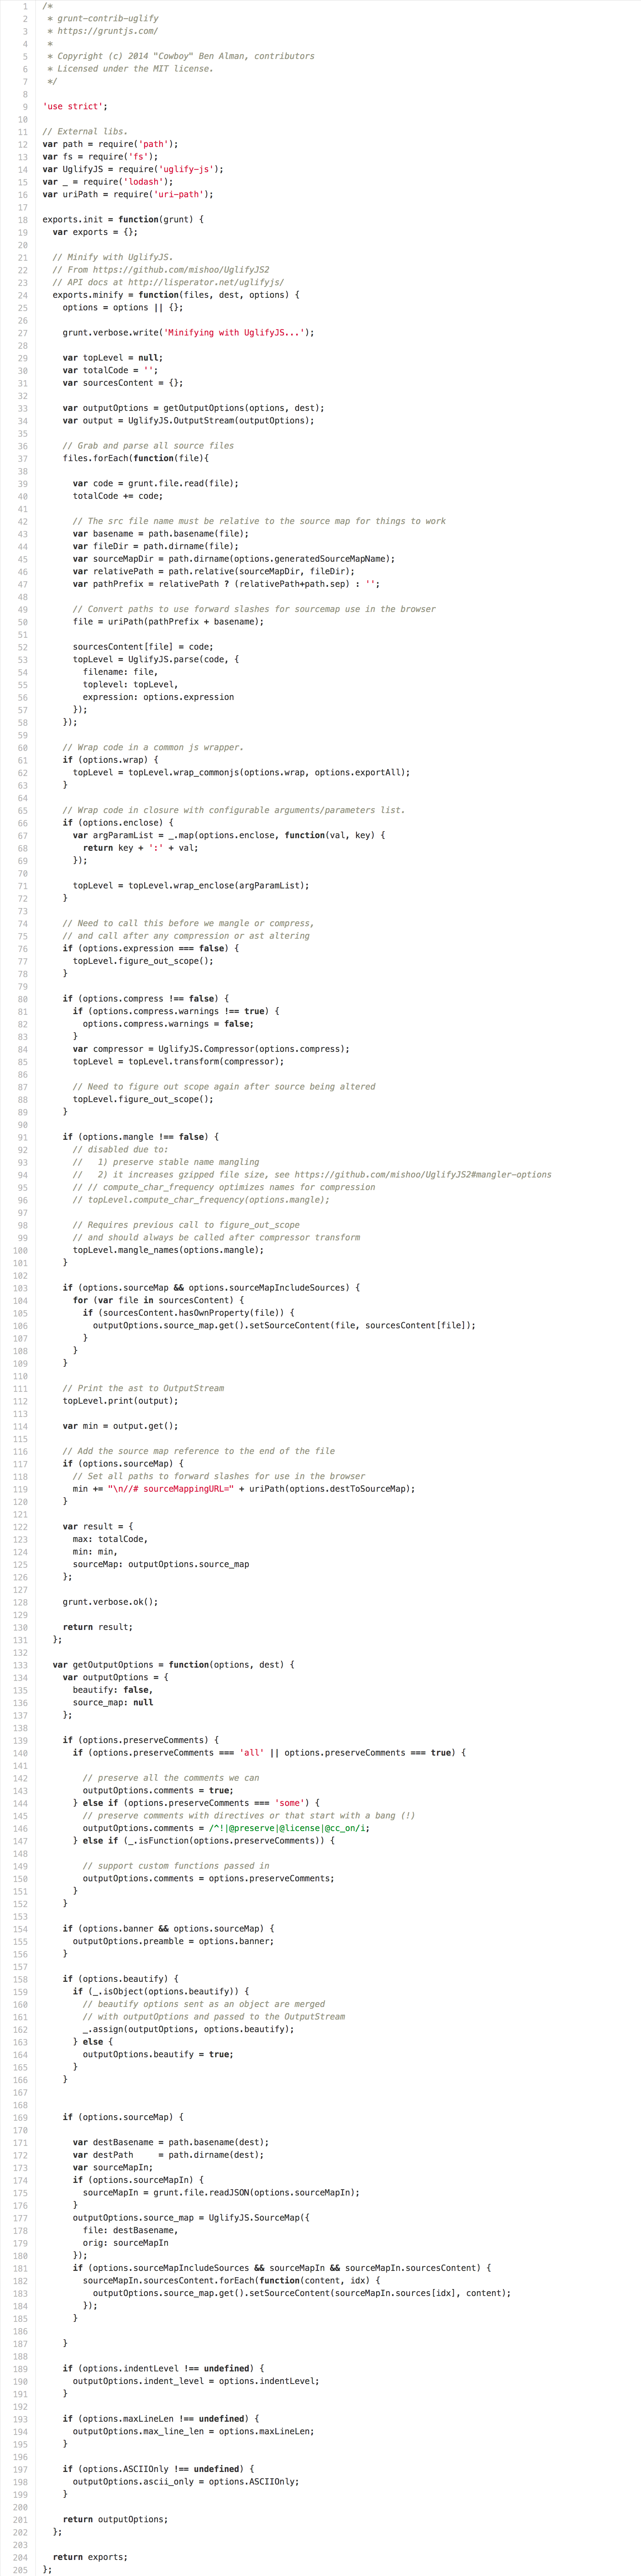 1 /*
2  * grunt-contrib-uglify
3  * https://gruntjs.com/
4  *
5  * Copyright (c) 2014 "Cowboy" Ben Alman, contributors
6  * Licensed under the MIT license.
7  */
8
9 'use strict';
10
11 // External libs.
12 var path = require('path');
13 var fs = require('fs');
14 var UglifyJS = require('uglify-js');
15 var _ = require('lodash');
16 var uriPath = require('uri-path');
17
18 exports.init = function(grunt) {
19   var exports = {};
20
21   // Minify with UglifyJS.
22   // From https://github.com/mishoo/UglifyJS2
23   // API docs at http://lisperator.net/uglifyjs/
24   exports.minify = function(files, dest, options) {
25     options = options || {};
26
27     grunt.verbose.write('Minifying with UglifyJS...');
28
29     var topLevel = null;
30     var totalCode = '';
31     var sourcesContent = {};
32
33     var outputOptions = getOutputOptions(options, dest);
34     var output = UglifyJS.OutputStream(outputOptions);
35
36     // Grab and parse all source files
37     files.forEach(function(file){
38
39       var code = grunt.file.read(file);
40       totalCode += code;
41
42       // The src file name must be relative to the source map for things to work
43       var basename = path.basename(file);
44       var fileDir = path.dirname(file);
45       var sourceMapDir = path.dirname(options.generatedSourceMapName);
46       var relativePath = path.relative(sourceMapDir, fileDir);
47       var pathPrefix = relativePath ? (relativePath+path.sep) : '';
48
49       // Convert paths to use forward slashes for sourcemap use in the browser
50       file = uriPath(pathPrefix + basename);
51
52       sourcesContent[file] = code;
53       topLevel = UglifyJS.parse(code, {
54         filename: file,
55         toplevel: topLevel,
56         expression: options.expression
57       });
58     });
59
60     // Wrap code in a common js wrapper.
61     if (options.wrap) {
62       topLevel = topLevel.wrap_commonjs(options.wrap, options.exportAll);
63     }
64
65     // Wrap code in closure with configurable arguments/parameters list.
66     if (options.enclose) {
67       var argParamList = _.map(options.enclose, function(val, key) {
68         return key + ':' + val;
69       });
70
71       topLevel = topLevel.wrap_enclose(argParamList);
72     }
73
74     // Need to call this before we mangle or compress,
75     // and call after any compression or ast altering
76     if (options.expression === false) {
77       topLevel.figure_out_scope();
78     }
79
80     if (options.compress !== false) {
81       if (options.compress.warnings !== true) {
82         options.compress.warnings = false;
83       }
84       var compressor = UglifyJS.Compressor(options.compress);
85       topLevel = topLevel.transform(compressor);
86
87       // Need to figure out scope again after source being altered
88       topLevel.figure_out_scope();
89     }
90
91     if (options.mangle !== false) {
92       // disabled due to:
93       //   1) preserve stable name mangling
94       //   2) it increases gzipped file size, see https://github.com/mishoo/UglifyJS2#mangler-options
95       // // compute_char_frequency optimizes names for compression
96       // topLevel.compute_char_frequency(options.mangle);
97
98       // Requires previous call to figure_out_scope
99       // and should always be called after compressor transform
100       topLevel.mangle_names(options.mangle);
101     }
102
103     if (options.sourceMap && options.sourceMapIncludeSources) {
104       for (var file in sourcesContent) {
105         if (sourcesContent.hasOwnProperty(file)) {
106           outputOptions.source_map.get().setSourceContent(file, sourcesContent[file]);
107         }
108       }
109     }
110
111     // Print the ast to OutputStream
112     topLevel.print(output);
113
114     var min = output.get();
115
116     // Add the source map reference to the end of the file
117     if (options.sourceMap) {
118       // Set all paths to forward slashes for use in the browser
119       min += "\n//# sourceMappingURL=" + uriPath(options.destToSourceMap);
120     }
121
122     var result = {
123       max: totalCode,
124       min: min,
125       sourceMap: outputOptions.source_map
126     };
127
128     grunt.verbose.ok();
129
130     return result;
131   };
132
133   var getOutputOptions = function(options, dest) {
134     var outputOptions = {
135       beautify: false,
136       source_map: null
137     };
138
139     if (options.preserveComments) {
140       if (options.preserveComments === 'all' || options.preserveComments === true) {
141
142         // preserve all the comments we can
143         outputOptions.comments = true;
144       } else if (options.preserveComments === 'some') {
145         // preserve comments with directives or that start with a bang (!)
146         outputOptions.comments = /^!|@preserve|@license|@cc_on/i;
147       } else if (_.isFunction(options.preserveComments)) {
148
149         // support custom functions passed in
150         outputOptions.comments = options.preserveComments;
151       }
152     }
153
154     if (options.banner && options.sourceMap) {
155       outputOptions.preamble = options.banner;
156     }
157
158     if (options.beautify) {
159       if (_.isObject(options.beautify)) {
160         // beautify options sent as an object are merged
161         // with outputOptions and passed to the OutputStream
162         _.assign(outputOptions, options.beautify);
163       } else {
164         outputOptions.beautify = true;
165       }
166     }
167
168
169     if (options.sourceMap) {
170
171       var destBasename = path.basename(dest);
172       var destPath     = path.dirname(dest);
173       var sourceMapIn;
174       if (options.sourceMapIn) {
175         sourceMapIn = grunt.file.readJSON(options.sourceMapIn);
176       }
177       outputOptions.source_map = UglifyJS.SourceMap({
178         file: destBasename,
179         orig: sourceMapIn
180       });
181       if (options.sourceMapIncludeSources && sourceMapIn && sourceMapIn.sourcesContent) {
182         sourceMapIn.sourcesContent.forEach(function(content, idx) {
183           outputOptions.source_map.get().setSourceContent(sourceMapIn.sources[idx], content);
184         });
185       }
186
187     }
188
189     if (options.indentLevel !== undefined) {
190       outputOptions.indent_level = options.indentLevel;
191     }
192
193     if (options.maxLineLen !== undefined) {
194       outputOptions.max_line_len = options.maxLineLen;
195     }
196
197     if (options.ASCIIOnly !== undefined) {
198       outputOptions.ascii_only = options.ASCIIOnly;
199     }
200
201     return outputOptions;
202   };
203
204   return exports;
205 };